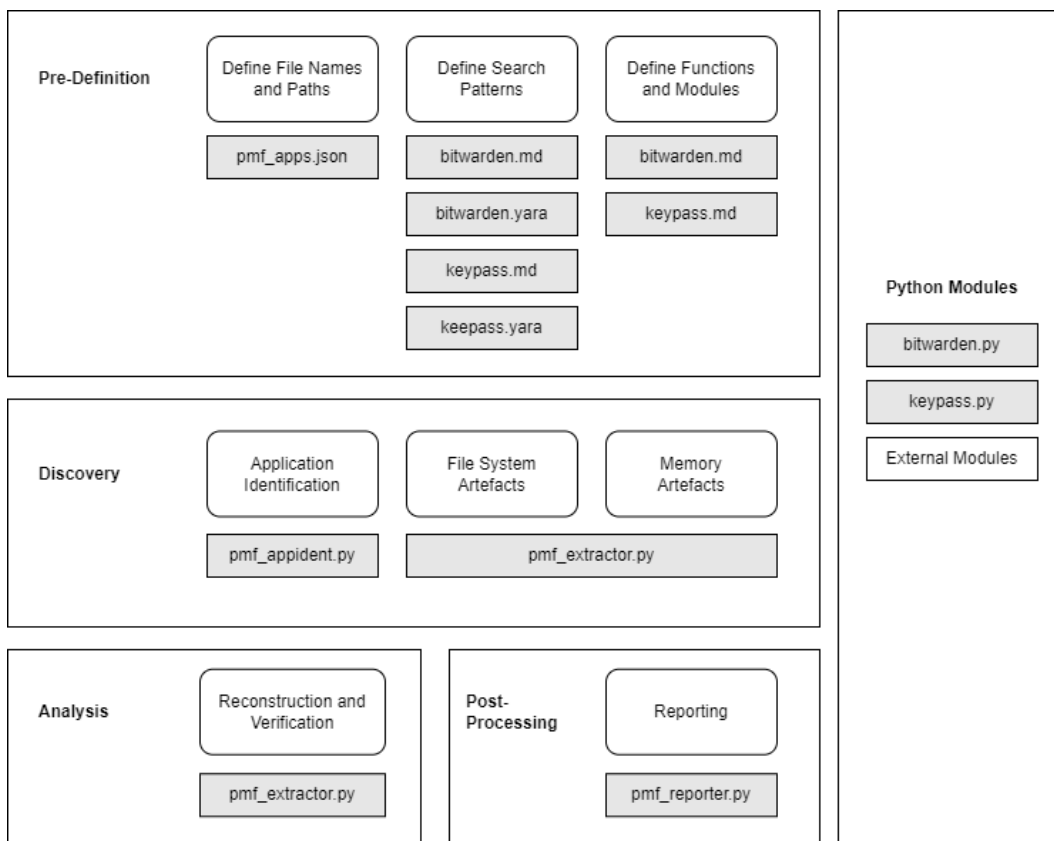 Pre-Definition
Define File Names
and Paths
pmf_apps.json
Define Search
Patterns
bitwarden.md
bitwarden.yara
keypass.md
keepass.yara
Define Functions
and Modules
bitwarden.md
keypass.md
Discovery
Application
Identification
pmf_appident.py
File System
Artefacts
Memory
Artefacts
pmf_extractor.py
Analysis
Reconstruction and
Verification
pmf_extractor.py
Post-
Processing
Reporting
pmf_reporter.py
Python Modules
bitwarden.py
keypass.py
External Modules